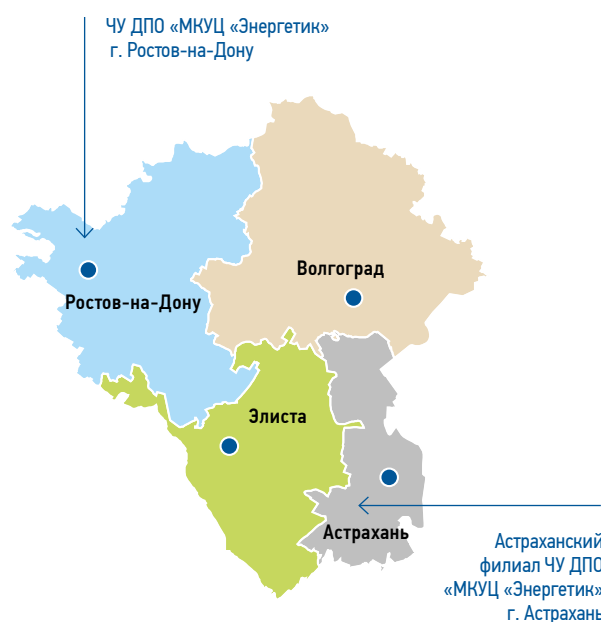 ЧУ ДПО «МКУЦ «Энергетик»
г. Ростов-на-Дону
Волгоград
Ростов-на-Дону
Элиста
Астрахань
Астраханский
филиал ЧУ ДПО
«МКУЦ «Энергетик»
г. Астрахань